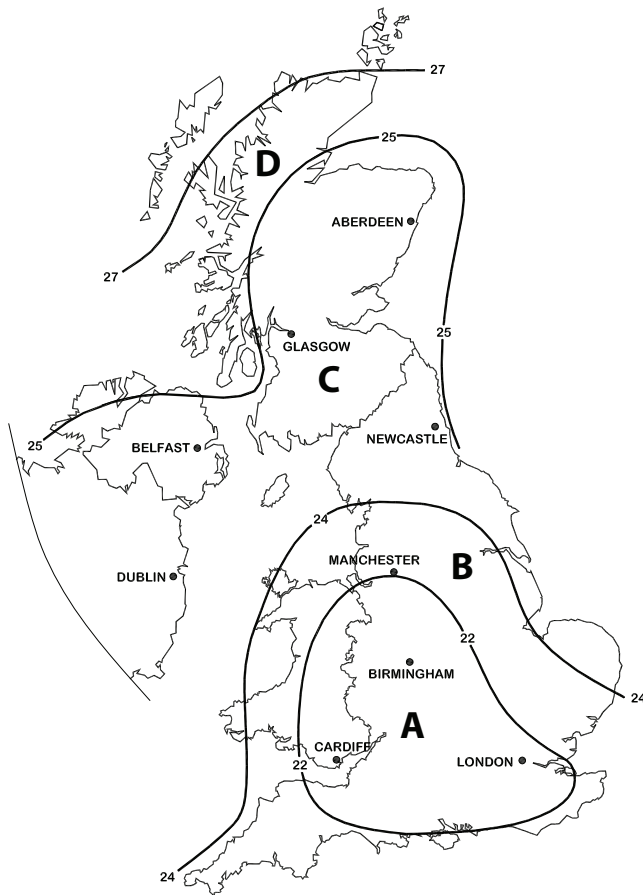 27
25
D
ABERDEEN
27
25
GLASGOW
C
25
NEWCASTLE
BELFAST
24
MANCHESTER
B
DUBLIN
22
BIRMINGHAM
24
A
CARDIFF
LONDON
22
24